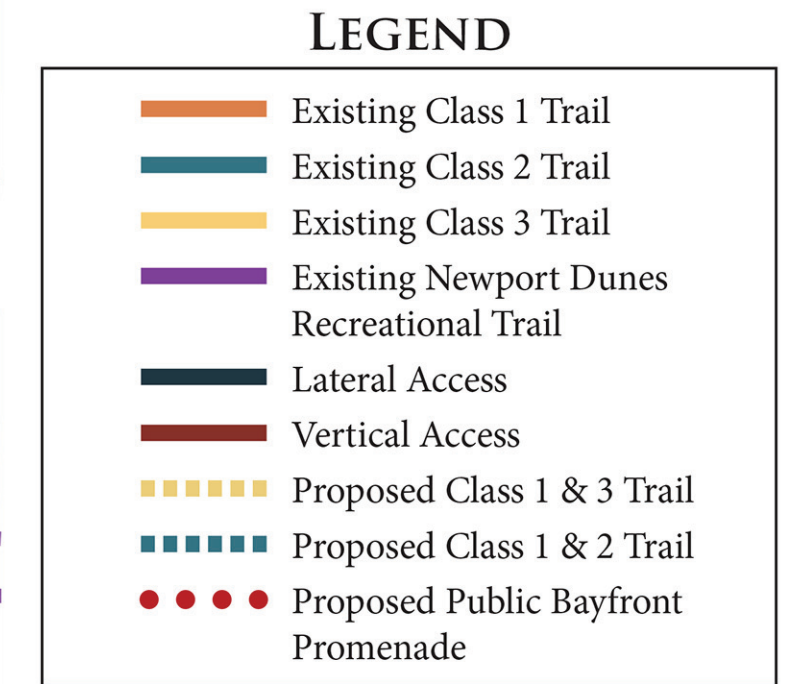 LEGEND
Existing Class 1 Trail
Existing Class 2 Trail
Existing Class 3 Trail
Existing Newport Dunes
Recreational Trail
Lateral Access
Vertical Access
Proposed Class 1 & 3 Trail
Proposed Class 1 & 2 Trail
Proposed Public Bayfront
Promenade